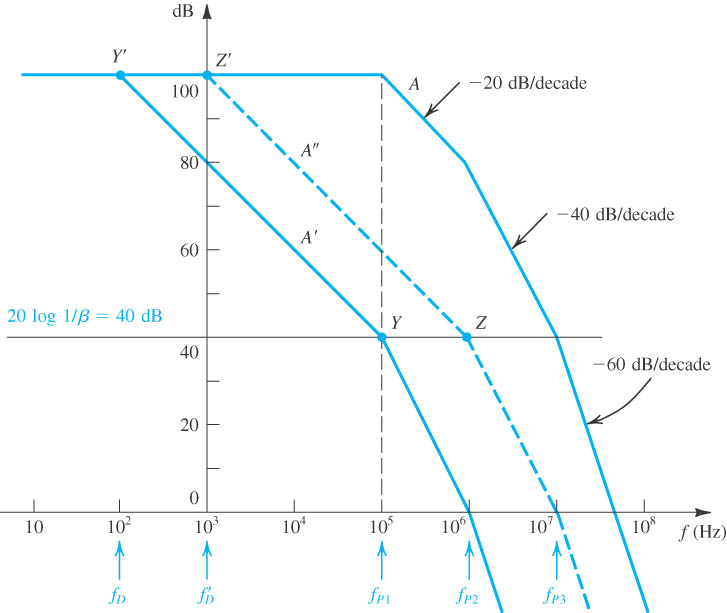 dB
Y′ Z′
A −20 dB/decade
100
A″
80
−40 dB/decade
A′
60
20 log 1/β = 40 dB
Y Z
40
−60 dB/decade
20
0
10 10² 10³ 10⁴ 10⁵ 10⁶ 10⁷ 10⁸
f (Hz)
f_D f′_D f_P1 f_P2 f_P3